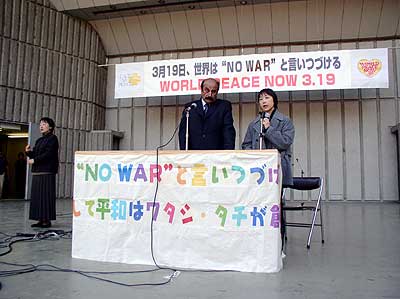 3月19日、世界は“NO WAR”と言いつづける
WORLD PEACE NOW 3.19
“NO WAR”と言いつづけ
して平和はワタシ・タチが創